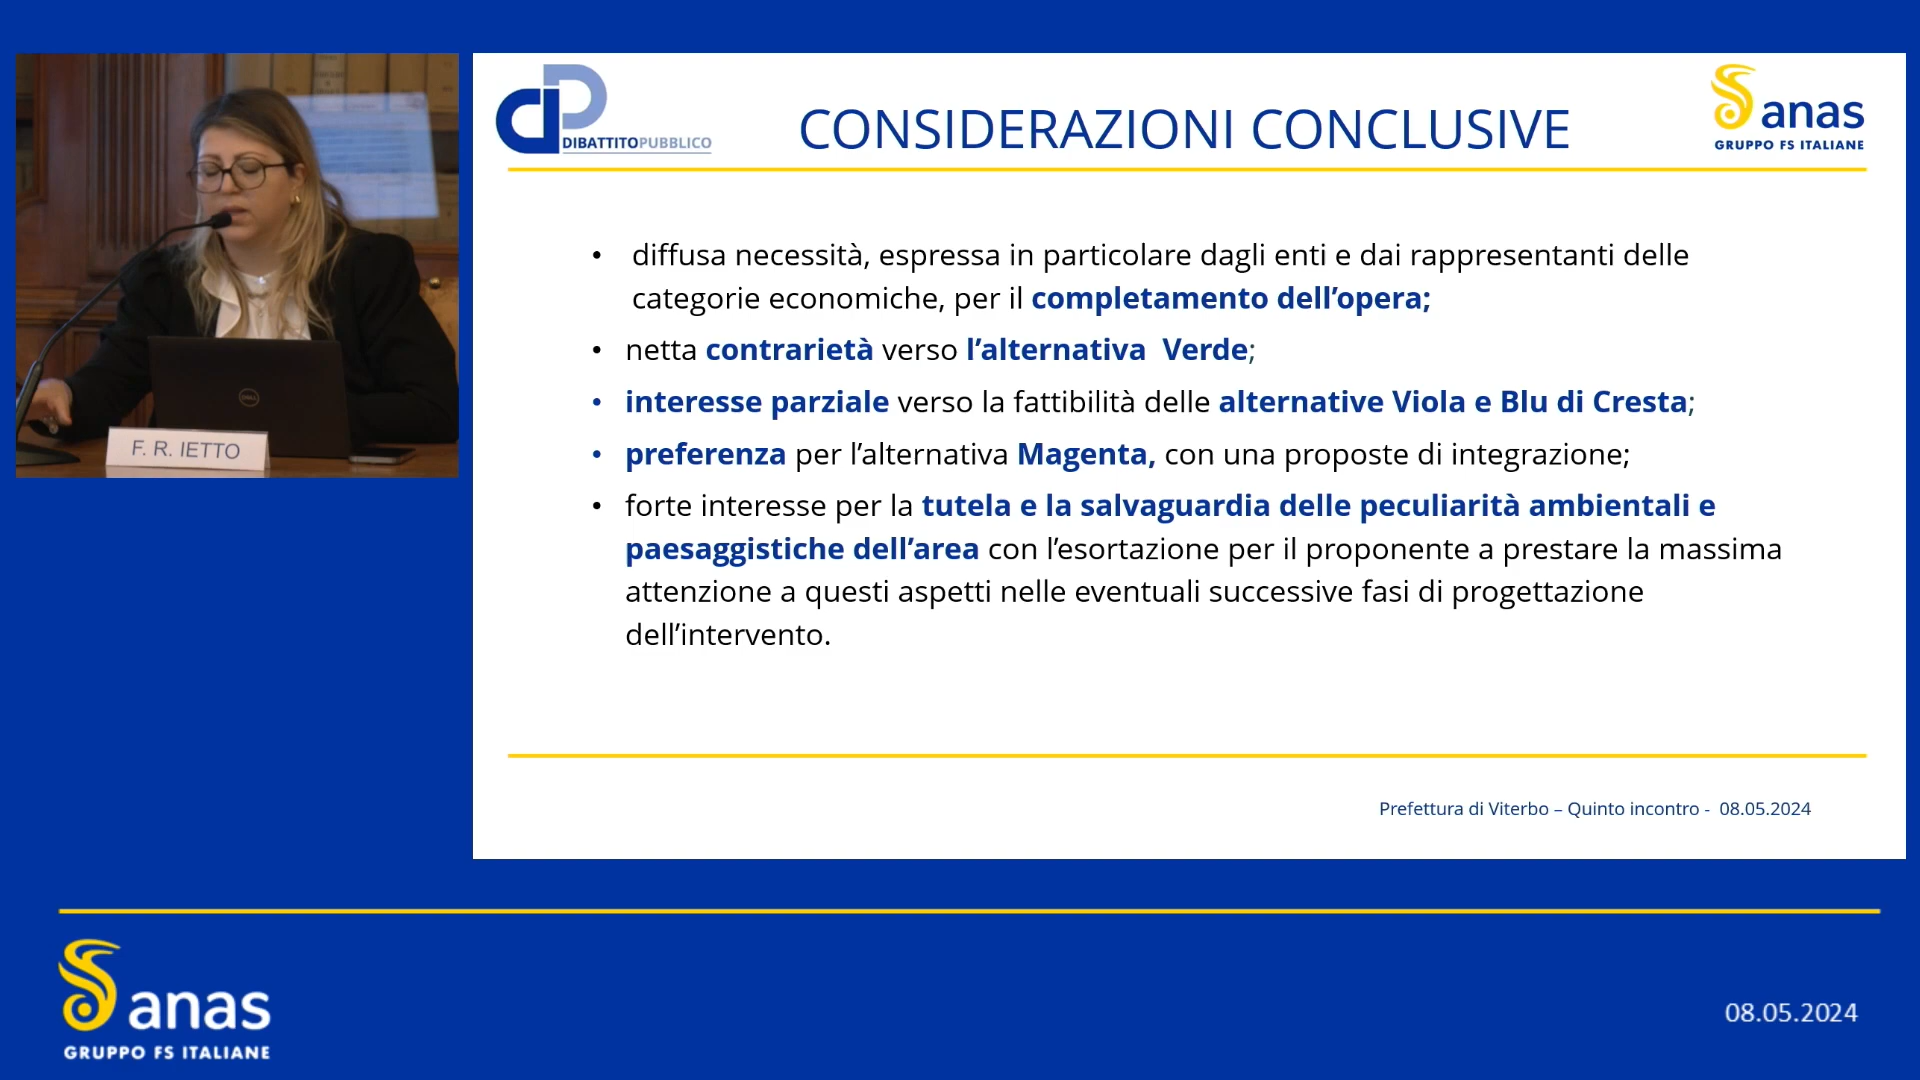 DIBATTITOPUBBLICO
CONSIDERAZIONI CONCLUSIVE
anas
GRUPPO FS ITALIANE
• diffusa necessità, espressa in particolare dagli enti e dai rappresentanti delle
categorie economiche, per il completamento dell’opera;
• netta contrarietà verso l’alternativa  Verde;
• interesse parziale verso la fattibilità delle alternative Viola e Blu di Cresta;
• preferenza per l’alternativa Magenta, con una proposte di integrazione;
• forte interesse per la tutela e la salvaguardia delle peculiarità ambientali e
paesaggistiche dell’area con l’esortazione per il proponente a prestare la massima
attenzione a questi aspetti nelle eventuali successive fasi di progettazione
dell’intervento.
Prefettura di Viterbo – Quinto incontro -  08.05.2024
F. R. IETTO
DELL
anas
GRUPPO FS ITALIANE
08.05.2024